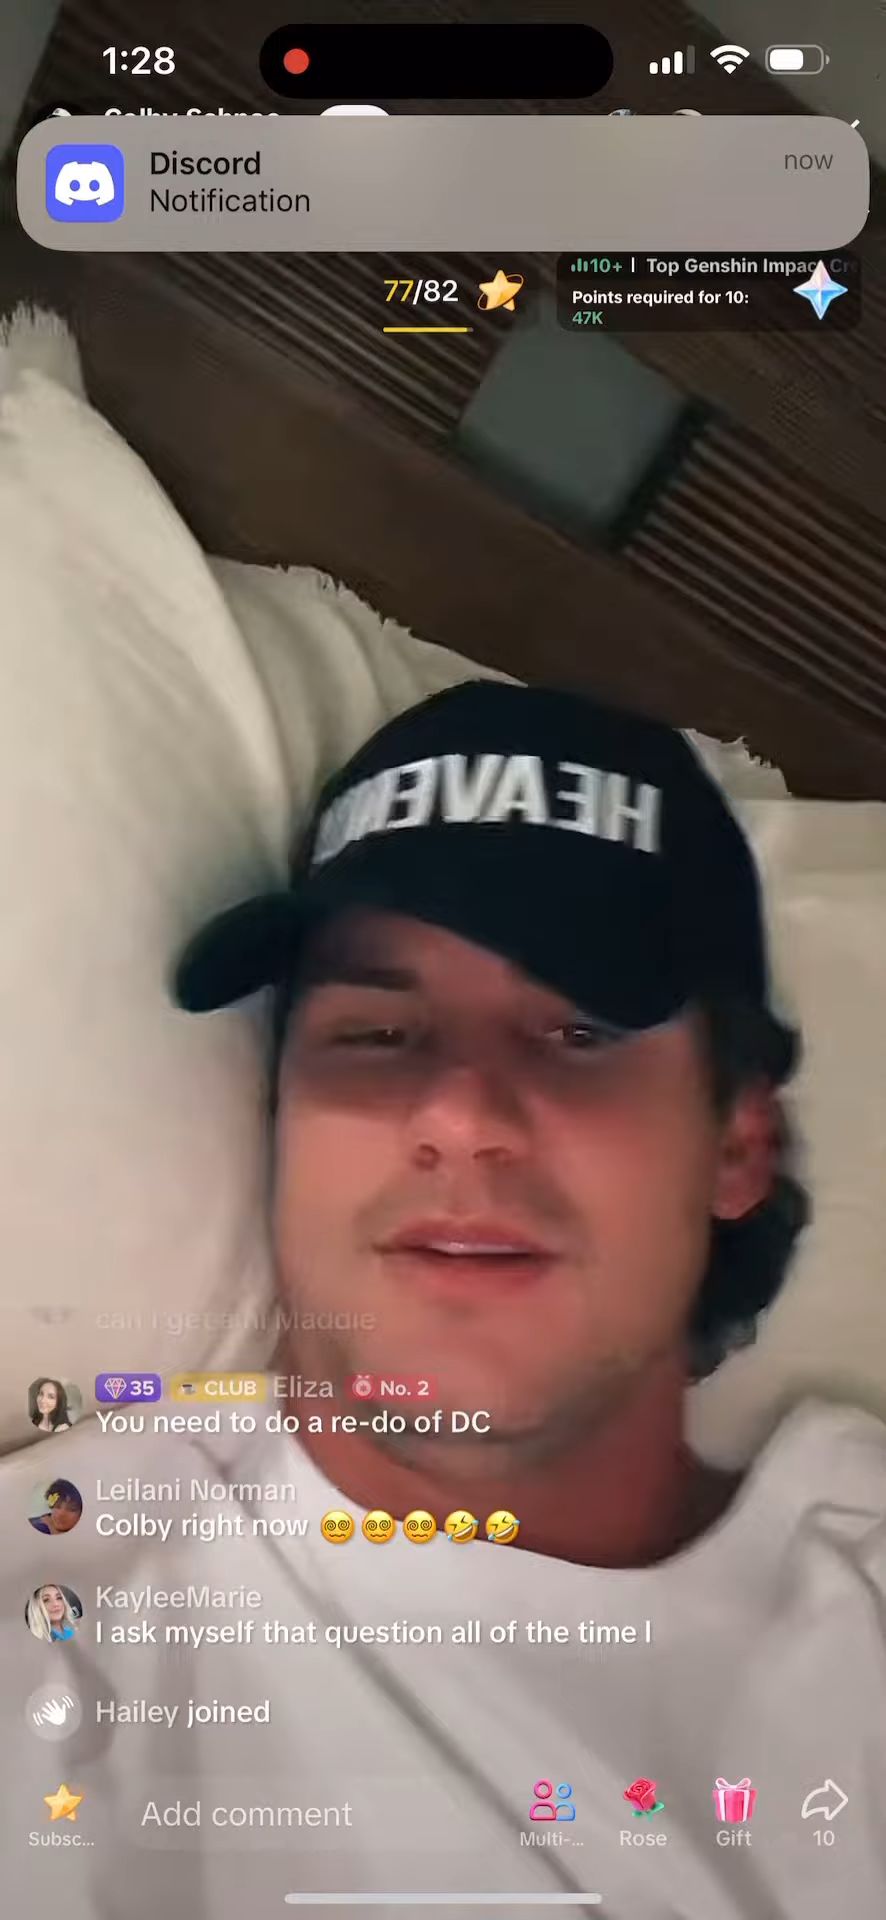 1:28
Discord
now
Notification
77/82
10+ | Top Genshin Impac
Points required for 10:
47K
HEAVEN
35 CLUB Eliza No. 2
You need to do a re-do of DC
Leilani Norman
Colby right now 😵‍💫😵‍💫😵‍💫🤣🤣
KayleeMarie
I ask myself that question all of the time I
Hailey joined
Add comment
Subsc...
Multi-...
Rose
Gift
10